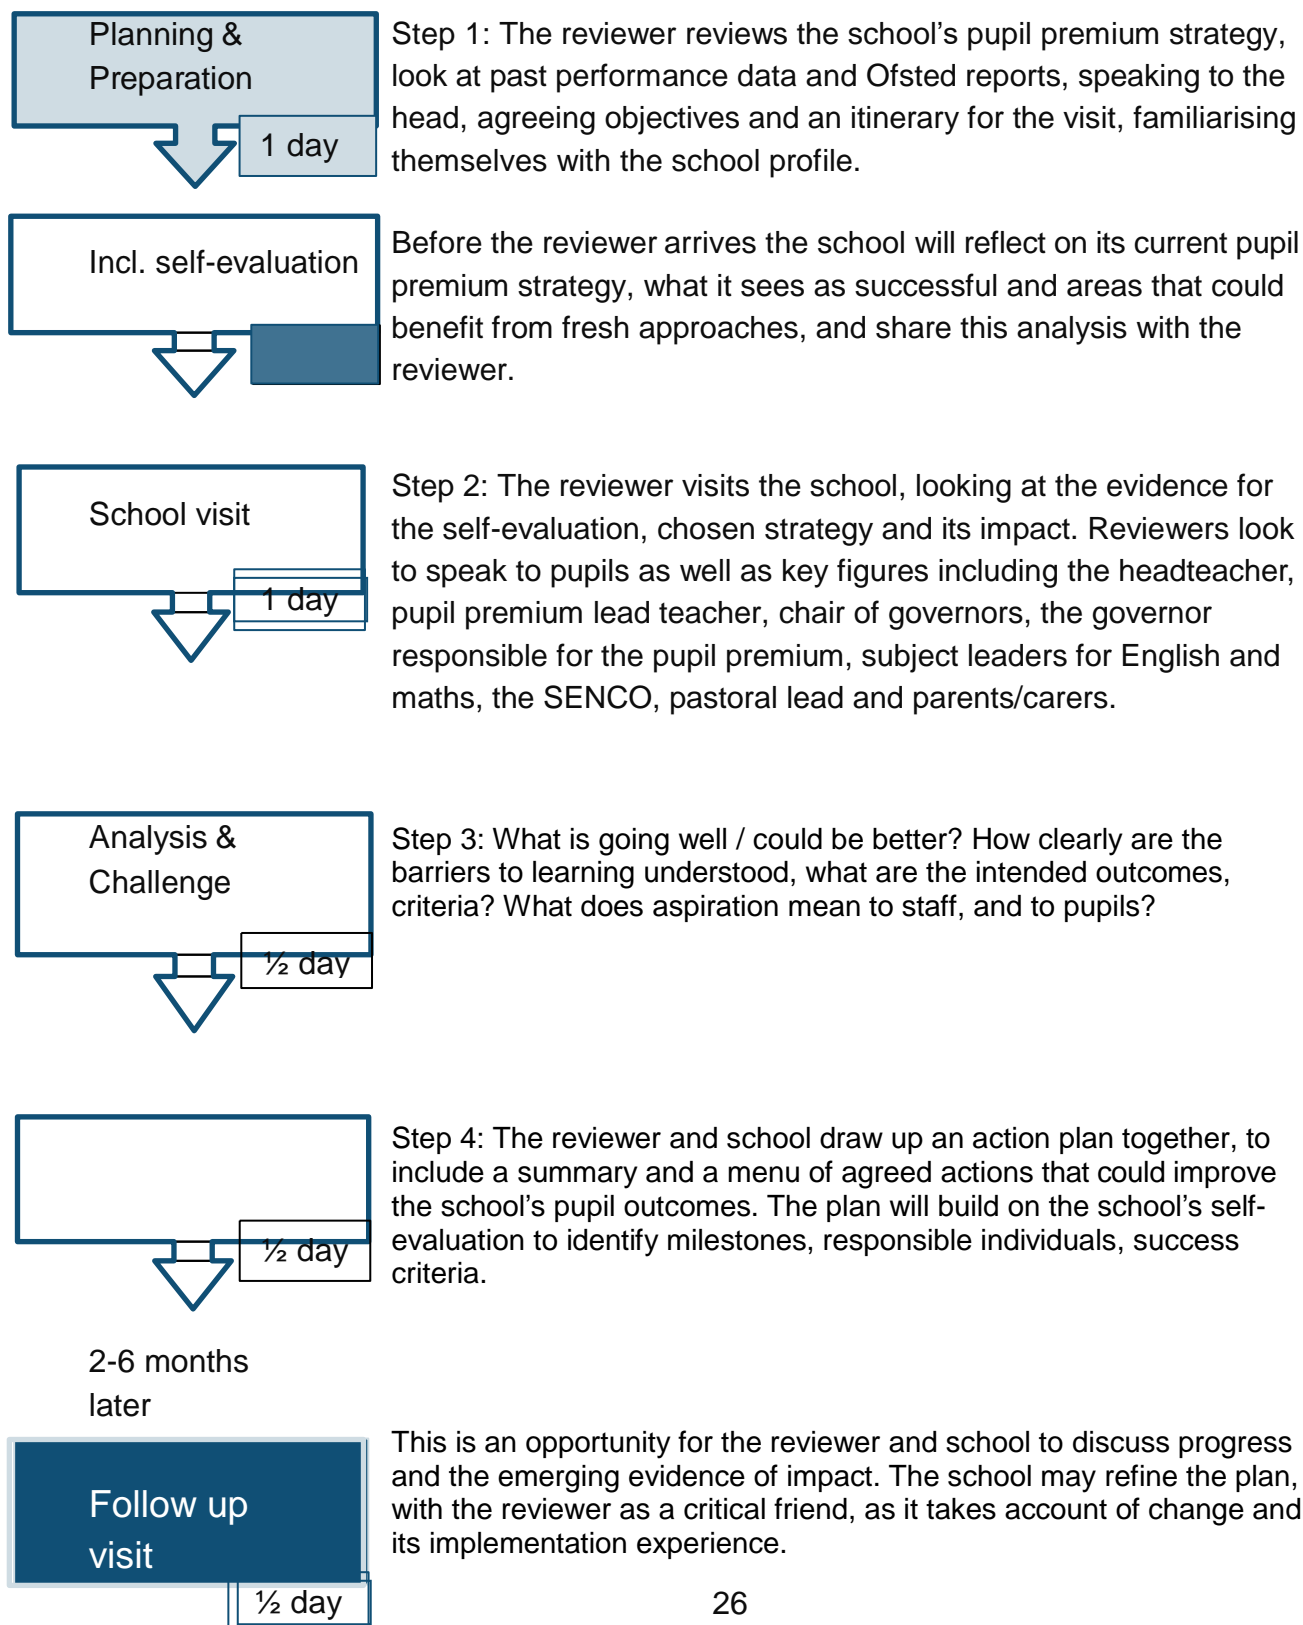 Planning &
Preparation
1 day
Step 1: The reviewer reviews the school’s pupil premium strategy,
look at past performance data and Ofsted reports, speaking to the
head, agreeing objectives and an itinerary for the visit, familiarising
themselves with the school profile.
Incl. self-evaluation
Before the reviewer arrives the school will reflect on its current pupil
premium strategy, what it sees as successful and areas that could
benefit from fresh approaches, and share this analysis with the
reviewer.
School visit
1 day
Step 2: The reviewer visits the school, looking at the evidence for
the self-evaluation, chosen strategy and its impact. Reviewers look
to speak to pupils as well as key figures including the headteacher,
pupil premium lead teacher, chair of governors, the governor
responsible for the pupil premium, subject leaders for English and
maths, the SENCO, pastoral lead and parents/carers.
Analysis &
Challenge
½ day
Step 3: What is going well / could be better? How clearly are the
barriers to learning understood, what are the intended outcomes,
criteria? What does aspiration mean to staff, and to pupils?
½ day
Step 4: The reviewer and school draw up an action plan together, to
include a summary and a menu of agreed actions that could improve
the school’s pupil outcomes. The plan will build on the school’s self-
evaluation to identify milestones, responsible individuals, success
criteria.
2-6 months
later
Follow up
visit
½ day
This is an opportunity for the reviewer and school to discuss progress
and the emerging evidence of impact. The school may refine the plan,
with the reviewer as a critical friend, as it takes account of change and
its implementation experience.
26